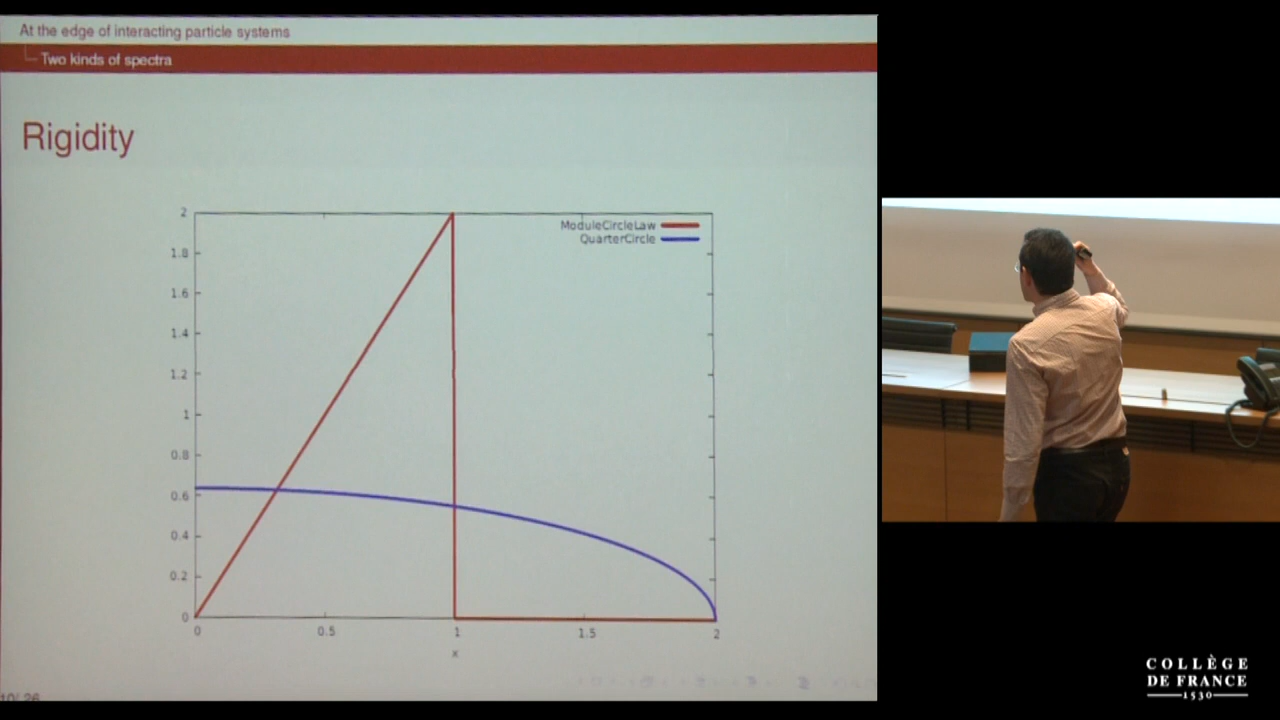 At the edge of interacting particle systems
Two kinds of spectra
Rigidity
ModuleCircleLaw
QuarterCircle
2
1.8
1.6
1.4
1.2
1
0.8
0.6
0.4
0.2
0
0 0.5 1 1.5 2
x
10/ 26
COLLÈGE
DE FRANCE
1530